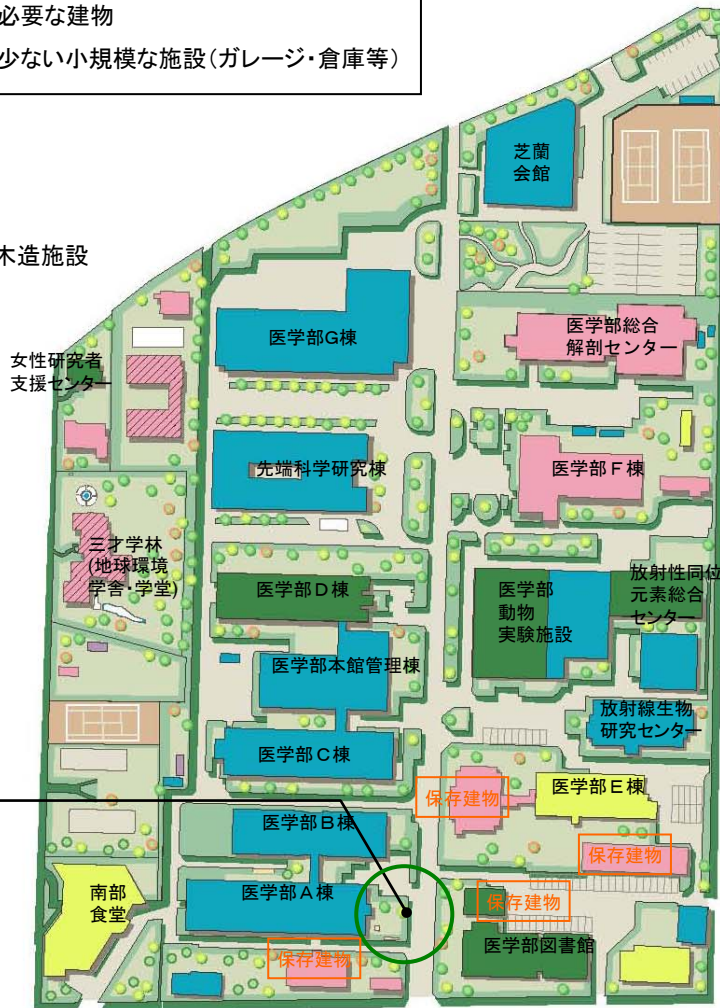 必要な建物
少ない小規模な施設(ガレージ・倉庫等)
芝蘭
会館
木造施設
医学部G棟
医学部総合
解剖センター
女性研究者
支援センター
先端科学研究棟
医学部F棟
三才学林
(地球環境
学舎・学堂)
医学部D棟
医学部
動物
実験施設
放射性同位
元素総合
センター
医学部本館管理棟
放射線生物
研究センター
医学部C棟
保存建物
医学部E棟
医学部B棟
保存建物
南部
食堂
医学部A棟
保存建物
医学部図書館
保存建物